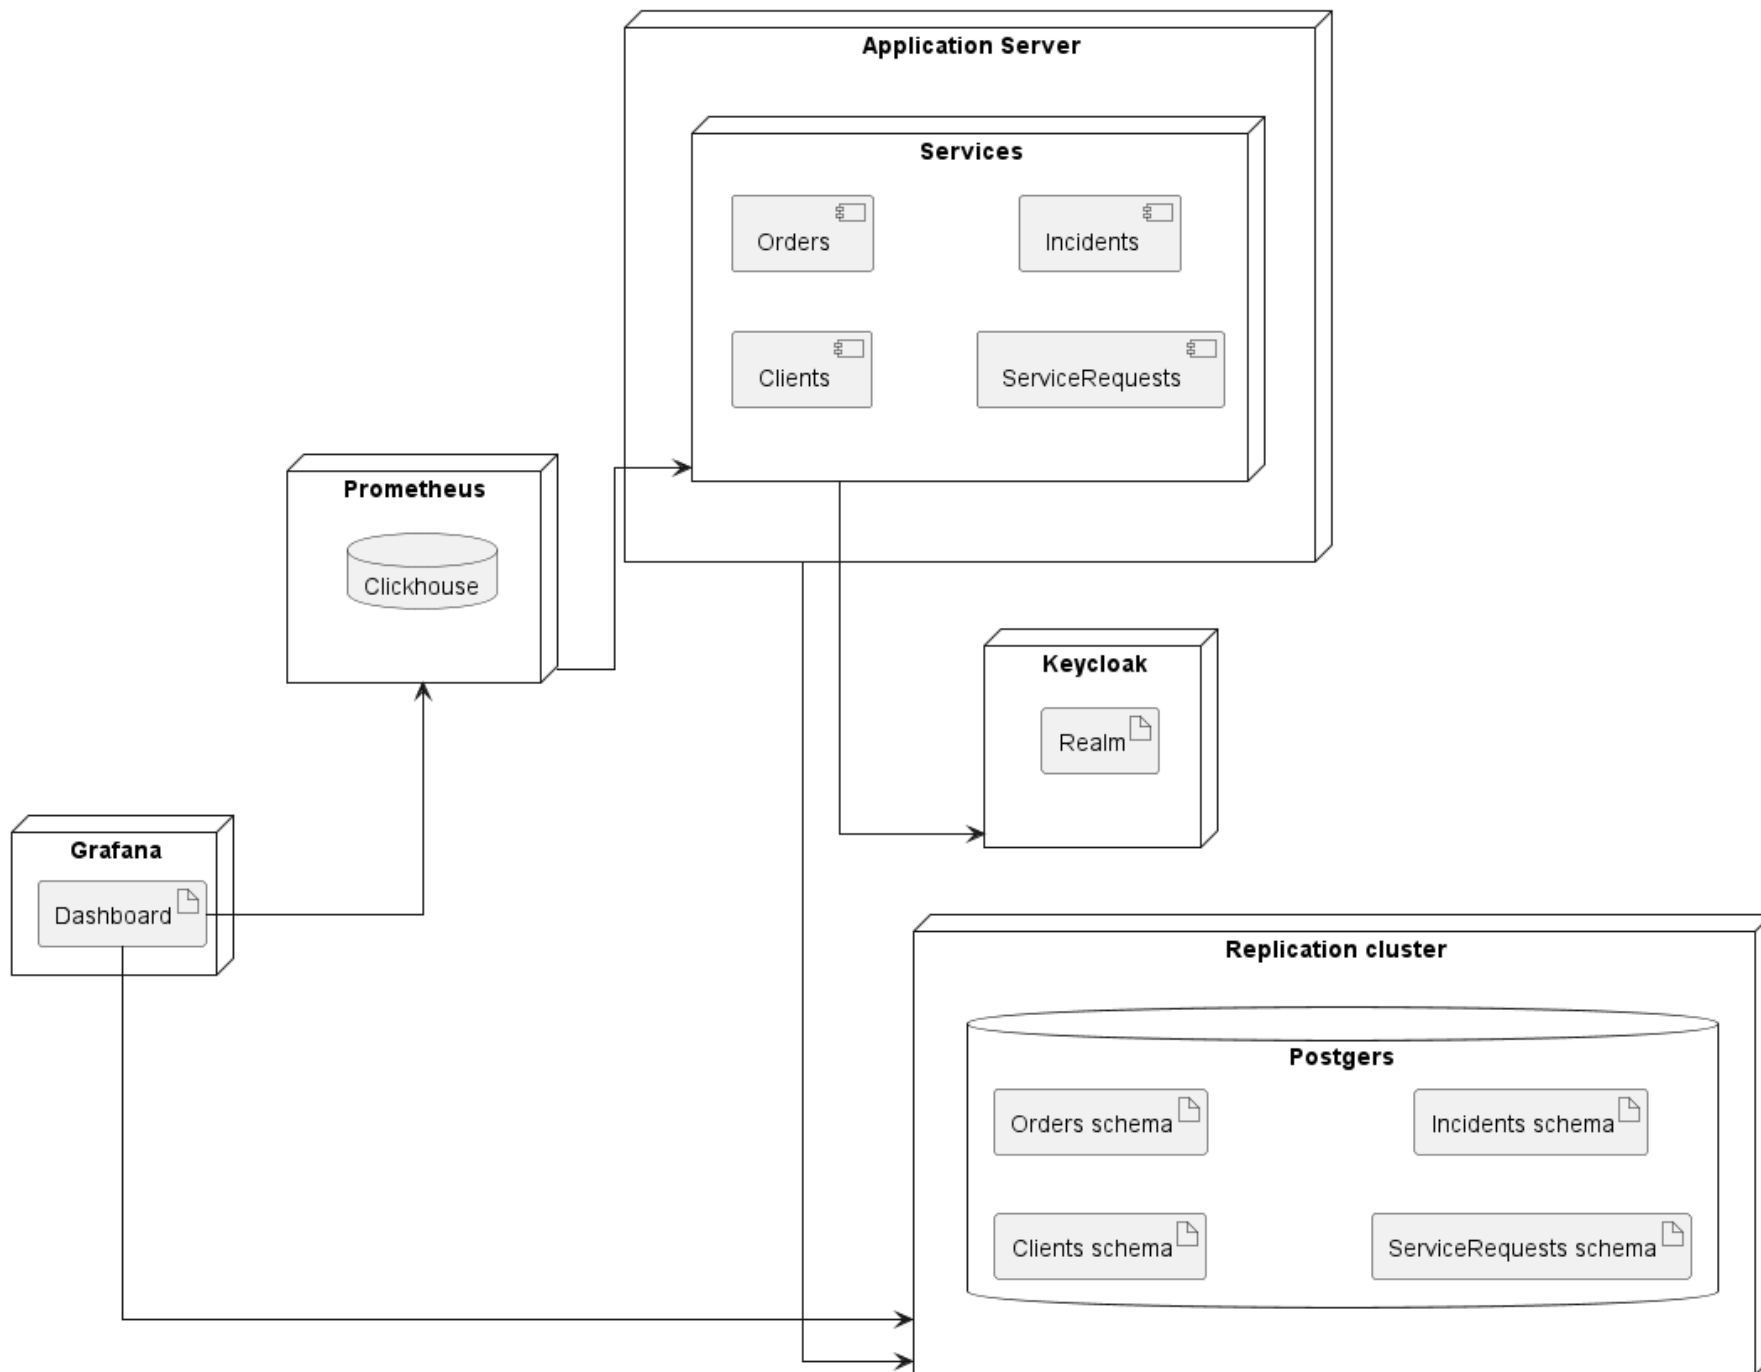 Application Server
Services
Orders
Incidents
Clients
ServiceRequests
Prometheus
Clickhouse
Keycloak
Realm
Grafana
Dashboard
Replication cluster
Postgers
Orders schema
Incidents schema
Clients schema
ServiceRequests schema